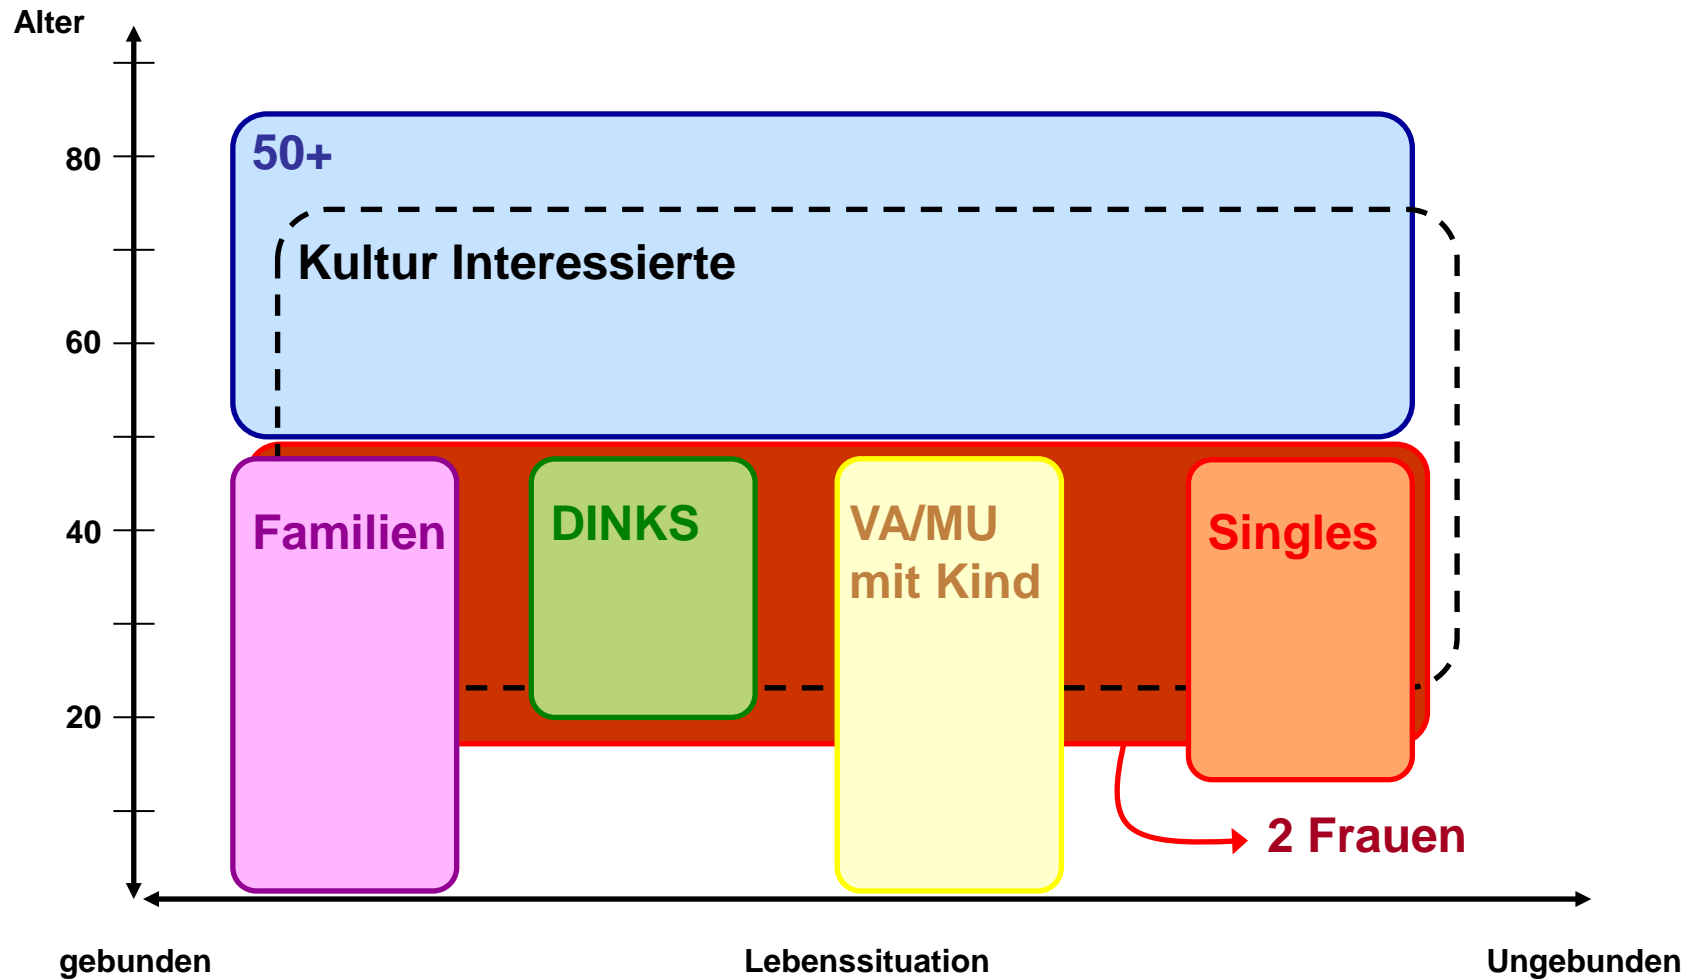 Alter
80
50+
Kultur Interessierte
60
40
Familien
DINKS
VA/MU
mit Kind
Singles
20
2 Frauen
gebunden
Lebenssituation
Ungebunden